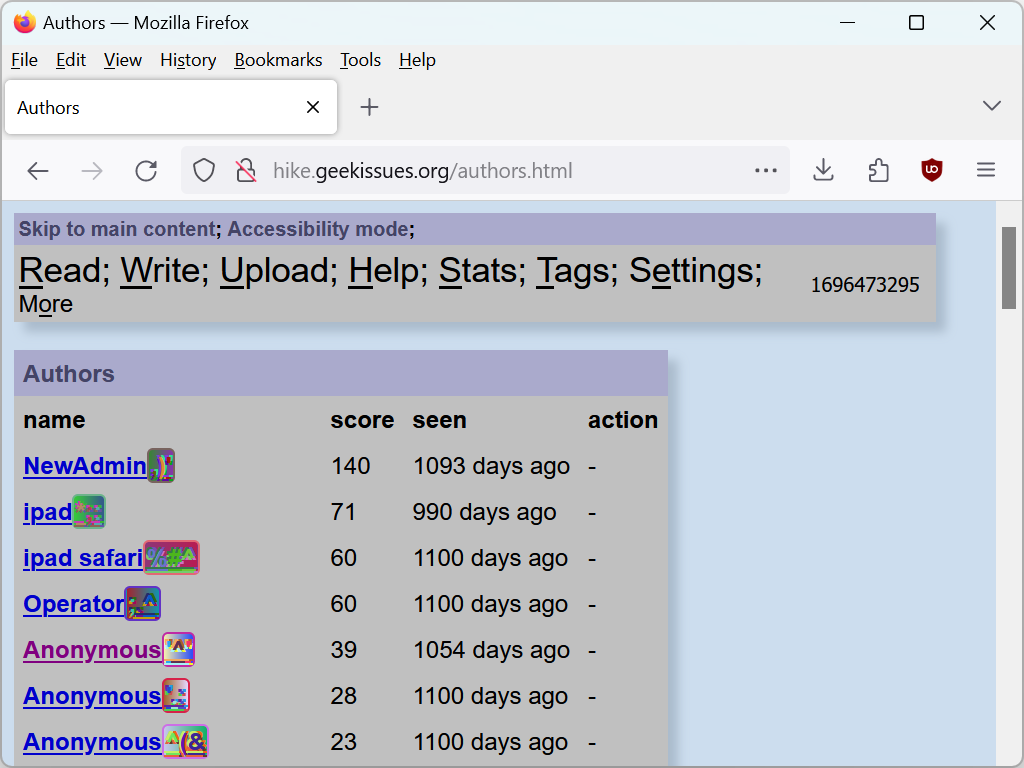 Authors — Mozilla Firefox
File Edit View History Bookmarks Tools Help
Authors
hike.geekissues.org/authors.html
Skip to main content; Accessibility mode;
Read; Write; Upload; Help; Stats; Tags; Settings;
More
1696473295
Authors
name score seen action
NewAdmin 140 1093 days ago -
ipad 71 990 days ago -
ipad safari %#^ 60 1100 days ago -
Operator 60 1100 days ago -
Anonymous 39 1054 days ago -
Anonymous 28 1100 days ago -
Anonymous ^(& 23 1100 days ago -